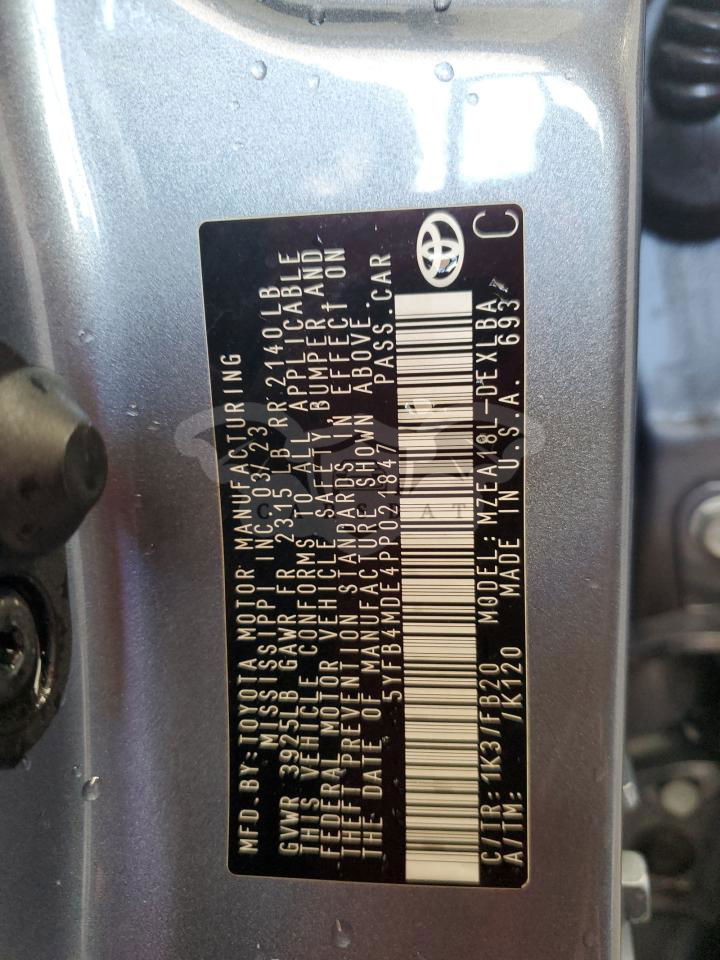 MFD.BY: TOYOTA MOTOR MANUFACTURING
MISSISSIPPI INC. 03/23
GVWR 3925LB GAWR FR 2315 LB RR 2140LB
THIS VEHICLE CONFORMS TO ALL APPLICABLE
FEDERAL MOTOR VEHICLE SAFETY, BUMPER AND
THEFT PREVENTION STANDARDS IN EFFECT ON
THE DATE OF MANUFACTURE SHOWN ABOVE.
5YFB4MDE4PP021847 PASS.CAR
C/TR: 1K3/FB20 MODEL: MZEA18L-DEXLBA
A/TM: /K120 MADE IN U.S.A. 693
C